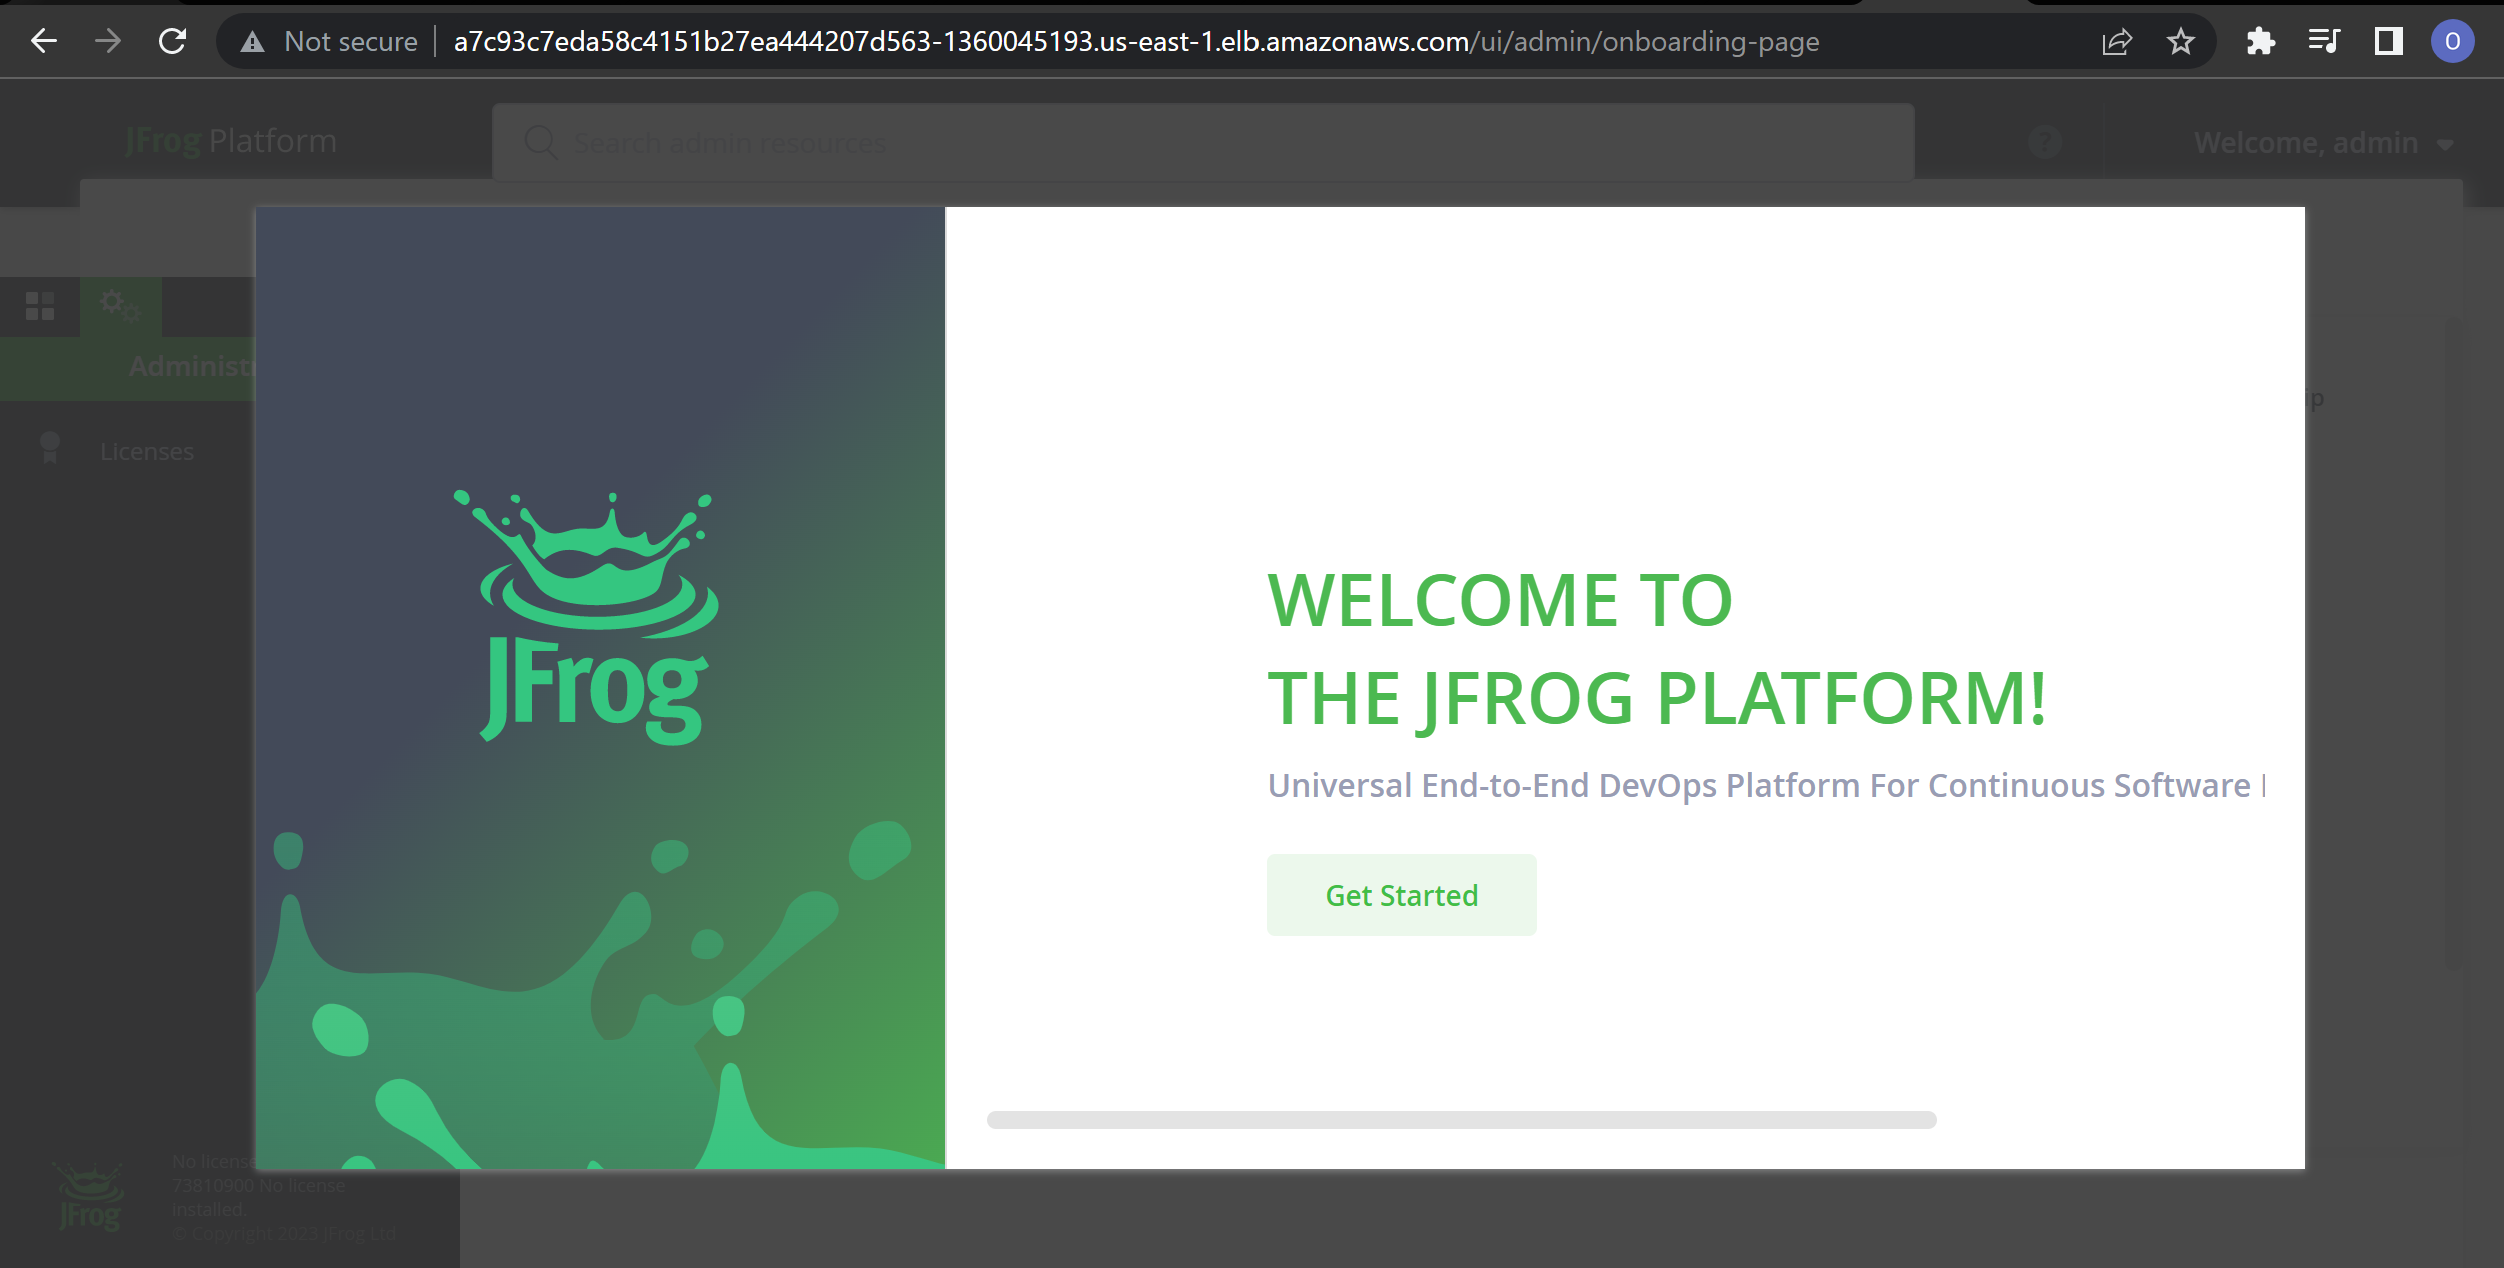 Not secure
a7c93c7eda58c4151b27ea444207d563-1360045193.us-east-1.elb.amazonaws.com/ui/admin/onboarding-page
O
JFrog Platform
Search admin resources
?
Welcome, admin
Administr
ip
Licenses
JFrog
WELCOME TO
THE JFROG PLATFORM!
Universal End-to-End DevOps Platform For Continuous Software
Get Started
No license
73810900 No license
installed.
© Copyright 2023 JFrog Ltd
JFrog